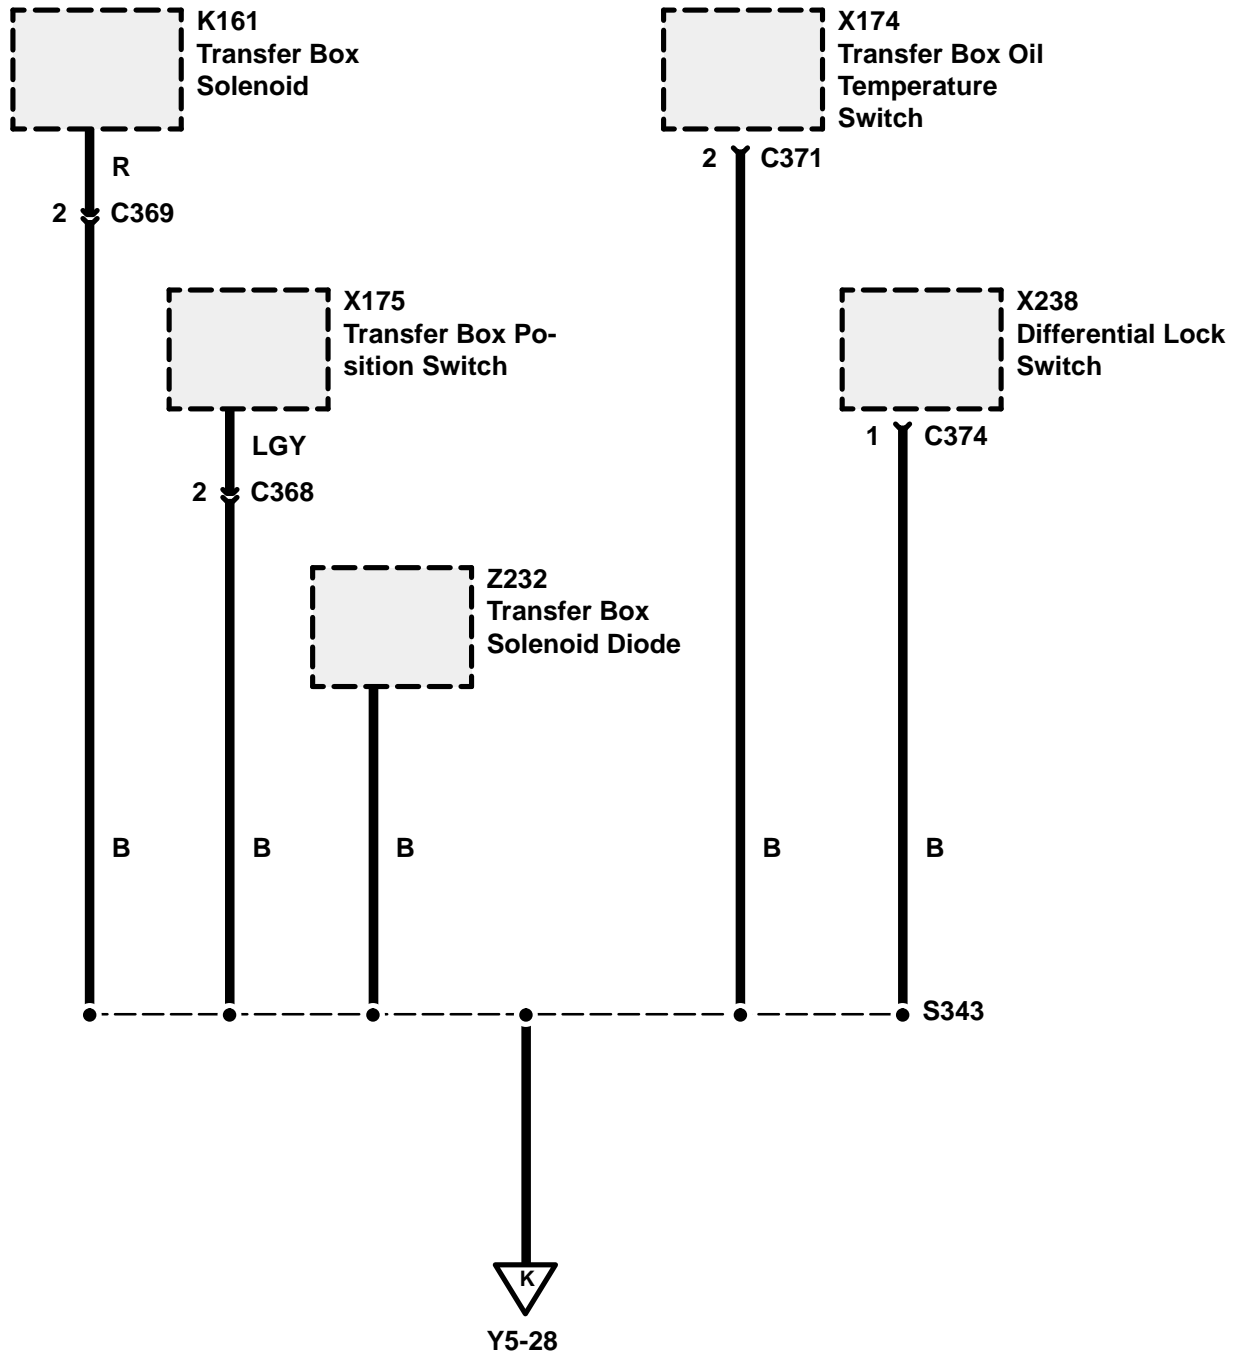 K161
Transfer Box
Solenoid
X174
Transfer Box Oil
Temperature
Switch
R
2 C369
2 C371
X175
Transfer Box Po-
sition Switch
X238
Differential Lock
Switch
LGY
2 C368
1 C374
Z232
Transfer Box
Solenoid Diode
B B B B B
S343
K
Y5-28